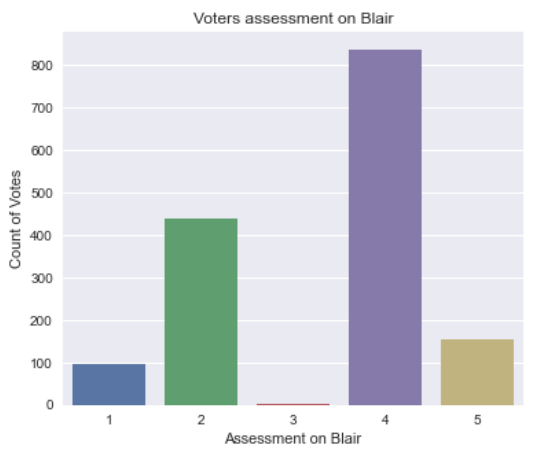 Voters assessment on Blair
Count of Votes
800
700
600
500
400
300
200
100
0
1 2 3 4 5
Assessment on Blair